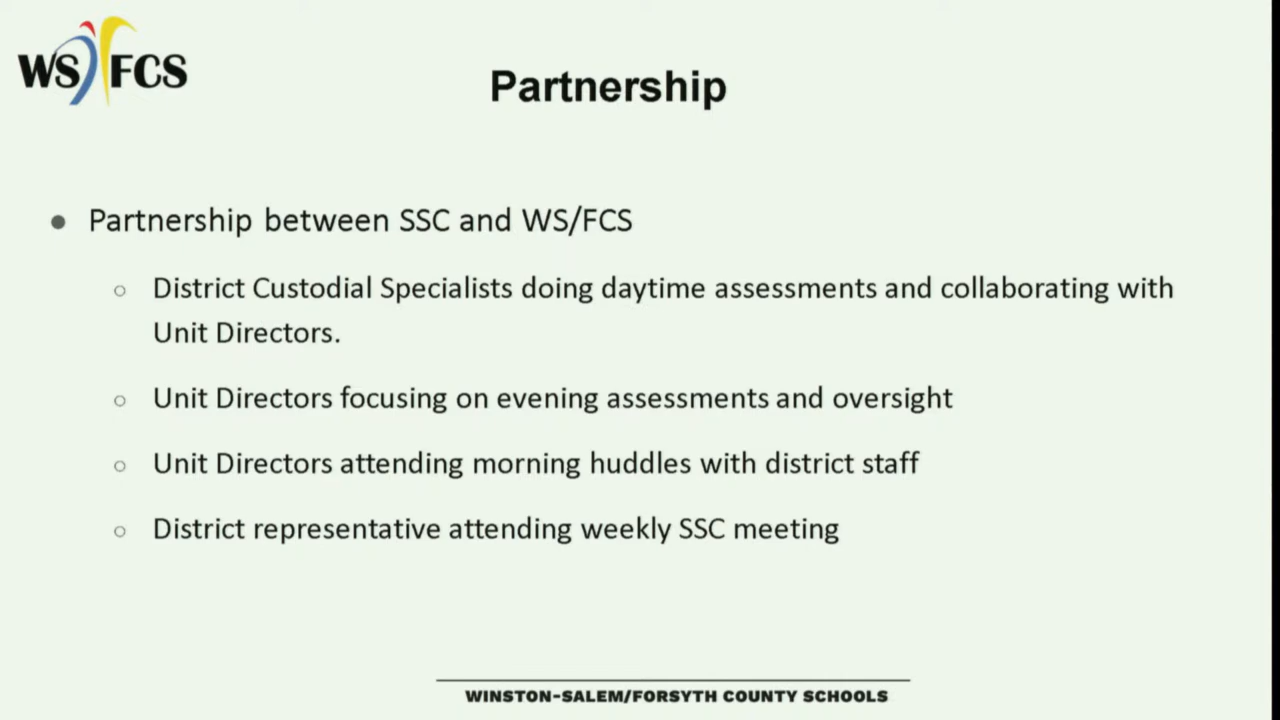 WS/FCS
Partnership
● Partnership between SSC and WS/FCS
○ District Custodial Specialists doing daytime assessments and collaborating with
Unit Directors.
○ Unit Directors focusing on evening assessments and oversight
○ Unit Directors attending morning huddles with district staff
○ District representative attending weekly SSC meeting
WINSTON-SALEM/FORSYTH COUNTY SCHOOLS